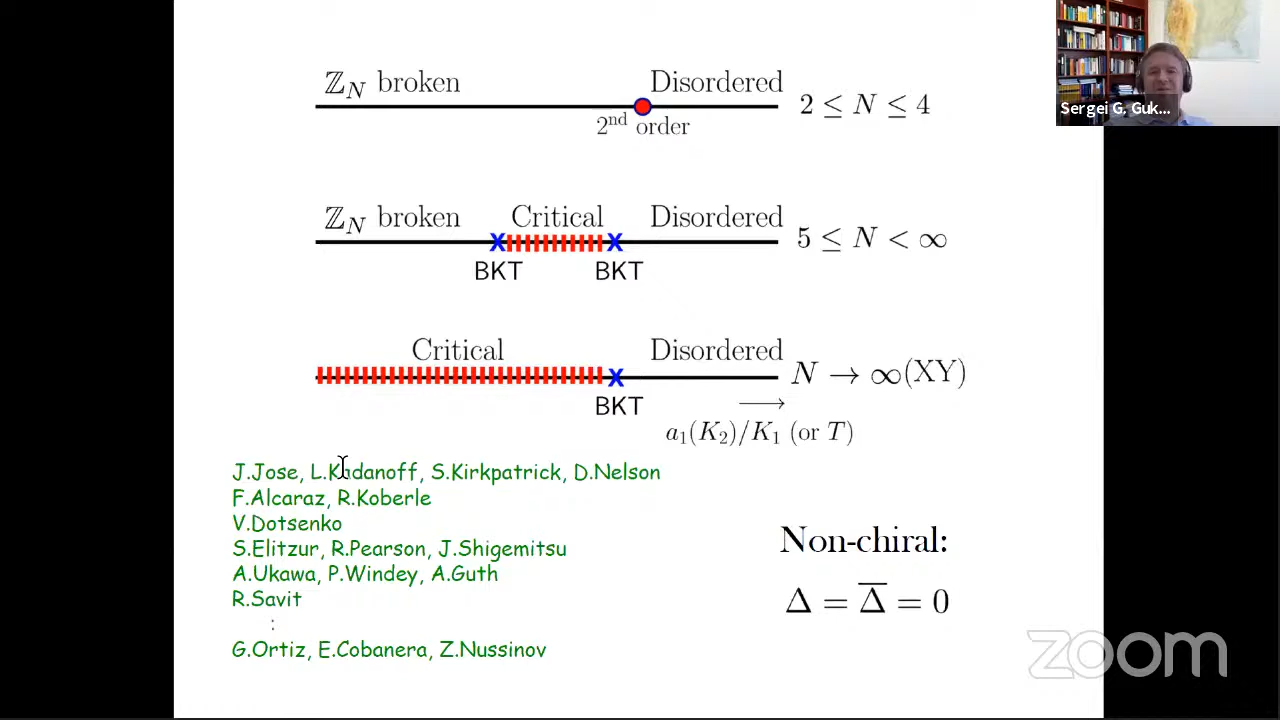 Sergei G, Guk...
ℤ_N broken Disordered
2 ≤ N ≤ 4
2^nd order
ℤ_N broken Critical Disordered
5 ≤ N < ∞
X X
BKT BKT
Critical Disordered
N → ∞(XY)
X
BKT
→
a_1(K_2)/K_1 (or T)
J.Jose, L.Kadanoff, S.Kirkpatrick, D.Nelson
F.Alcaraz, R.Koberle
V.Dotsenko
S.Elitzur, R.Pearson, J.Shigemitsu
A.Ukawa, P.Windey, A.Guth
R.Savit
:
G.Ortiz, E.Cobanera, Z.Nussinov
Non-chiral:
Δ = Δ̅ = 0
zoom